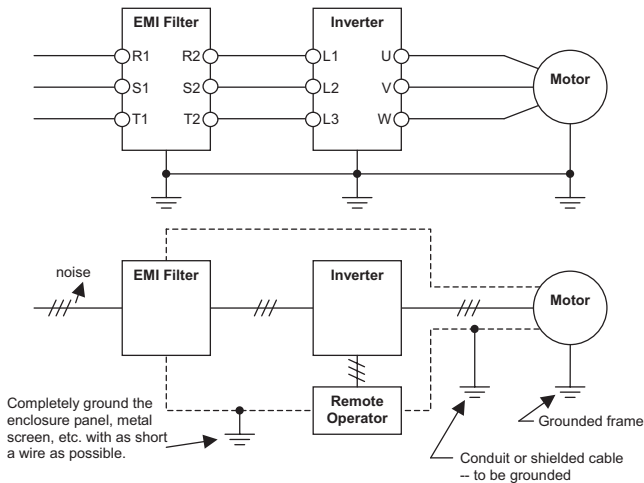 EMI Filter
Inverter
R1 R2 L1 U
S1 S2 L2 V
T1 T2 L3 W
Motor
noise
EMI Filter
Inverter
Motor
Remote
Operator
Completely ground the
enclosure panel, metal
screen, etc. with as short
a wire as possible.
Grounded frame
Conduit or shielded cable
-- to be grounded